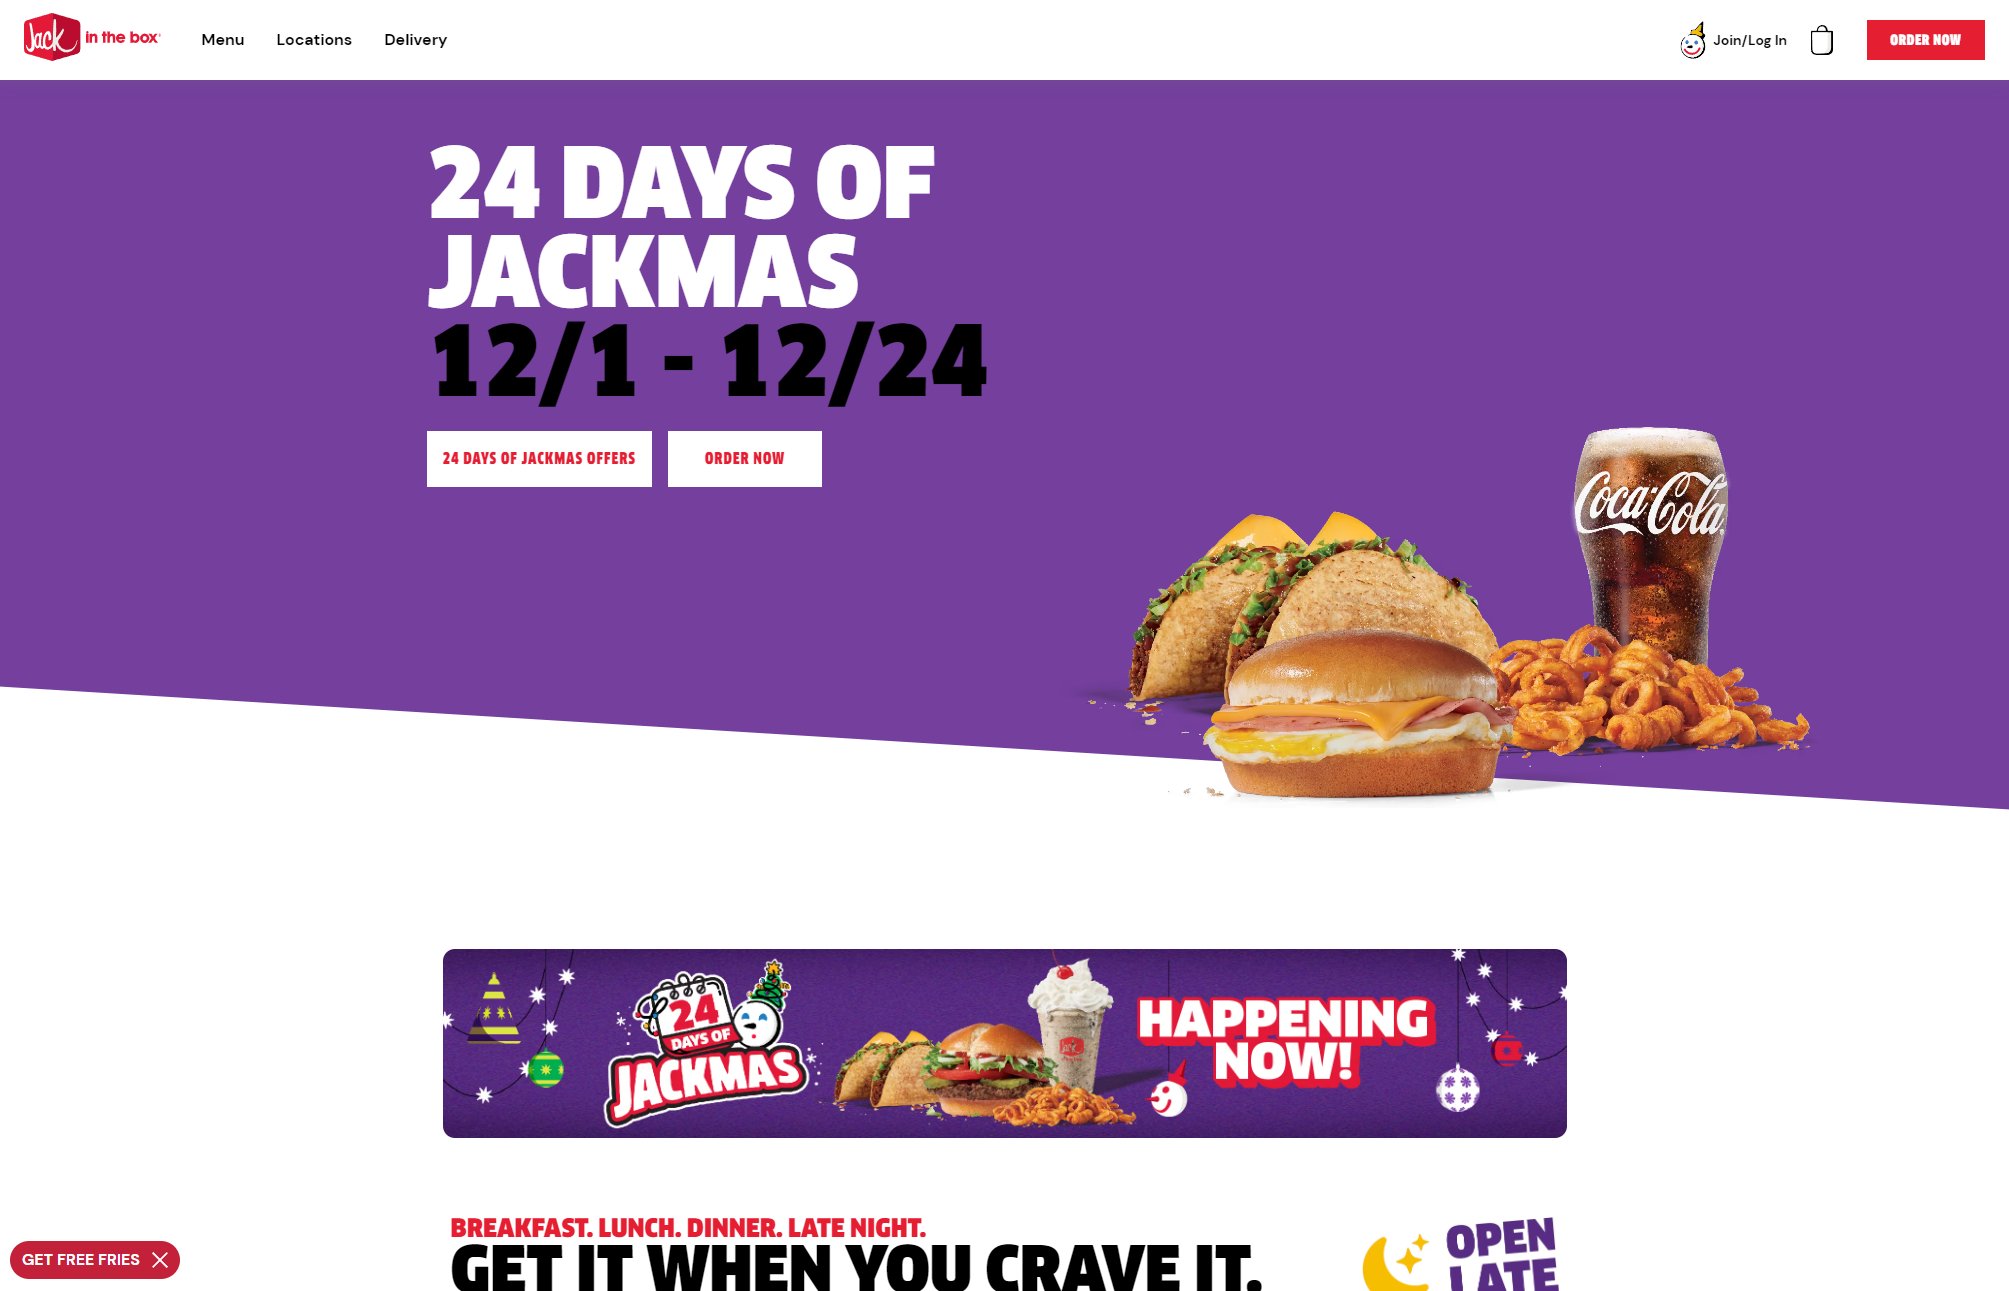 Jack in the box
Menu
Locations
Delivery
Join/Log In
ORDER NOW
24 DAYS OF
JACKMAS
12/1 - 12/24
24 DAYS OF JACKMAS OFFERS
ORDER NOW
Coca-Cola
24
DAYS OF
JACKMAS
HAPPENING
NOW!
BREAKFAST. LUNCH. DINNER. LATE NIGHT.
GET IT WHEN YOU CRAVE IT.
OPEN
LATE
GET FREE FRIES